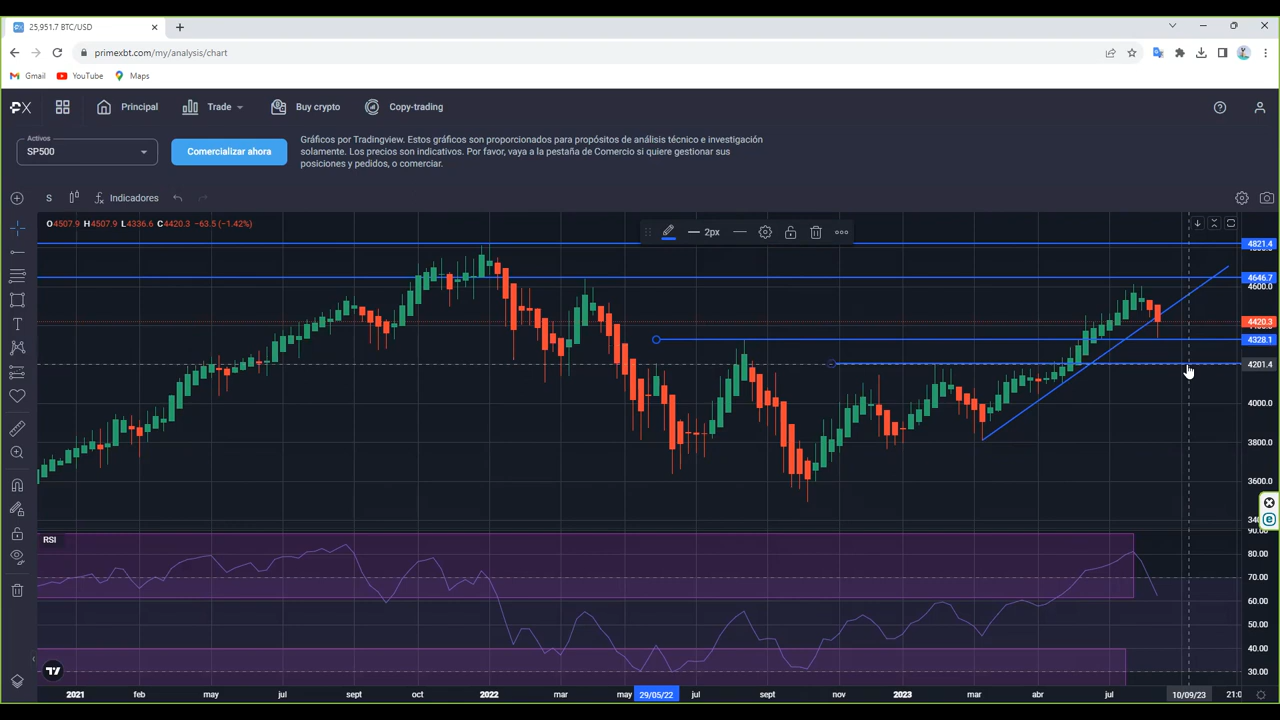 25,951.7 BTC/USD
primexbt.com/my/analysis/chart
Gmail
YouTube
Maps
Principal
Trade
Buy crypto
Copy-trading
Activos
SP500
Comercializar ahora
Gráficos por Tradingview. Estos gráficos son proporcionados para propósitos de análisis técnico e investigación
solamente. Los precios son indicativos. Por favor, vaya a la pestaña de Comercio si quiere gestionar sus
posiciones y pedidos, o comerciar.
S
Indicadores
O4507.9 H4507.9 L4336.6 C4420.3 −63.5 (−1.42%)
2px
4821.4
4646.7
4600.0
4420.3
4328.1
4201.4
4000.0
3800.0
3600.0
RSI
90.00
80.00
70.00
60.00
50.00
40.00
30.00
2021 feb may jul sept oct 2022 mar may 29/05/22 jul sept nov 2023 mar abr jul 10/09/23